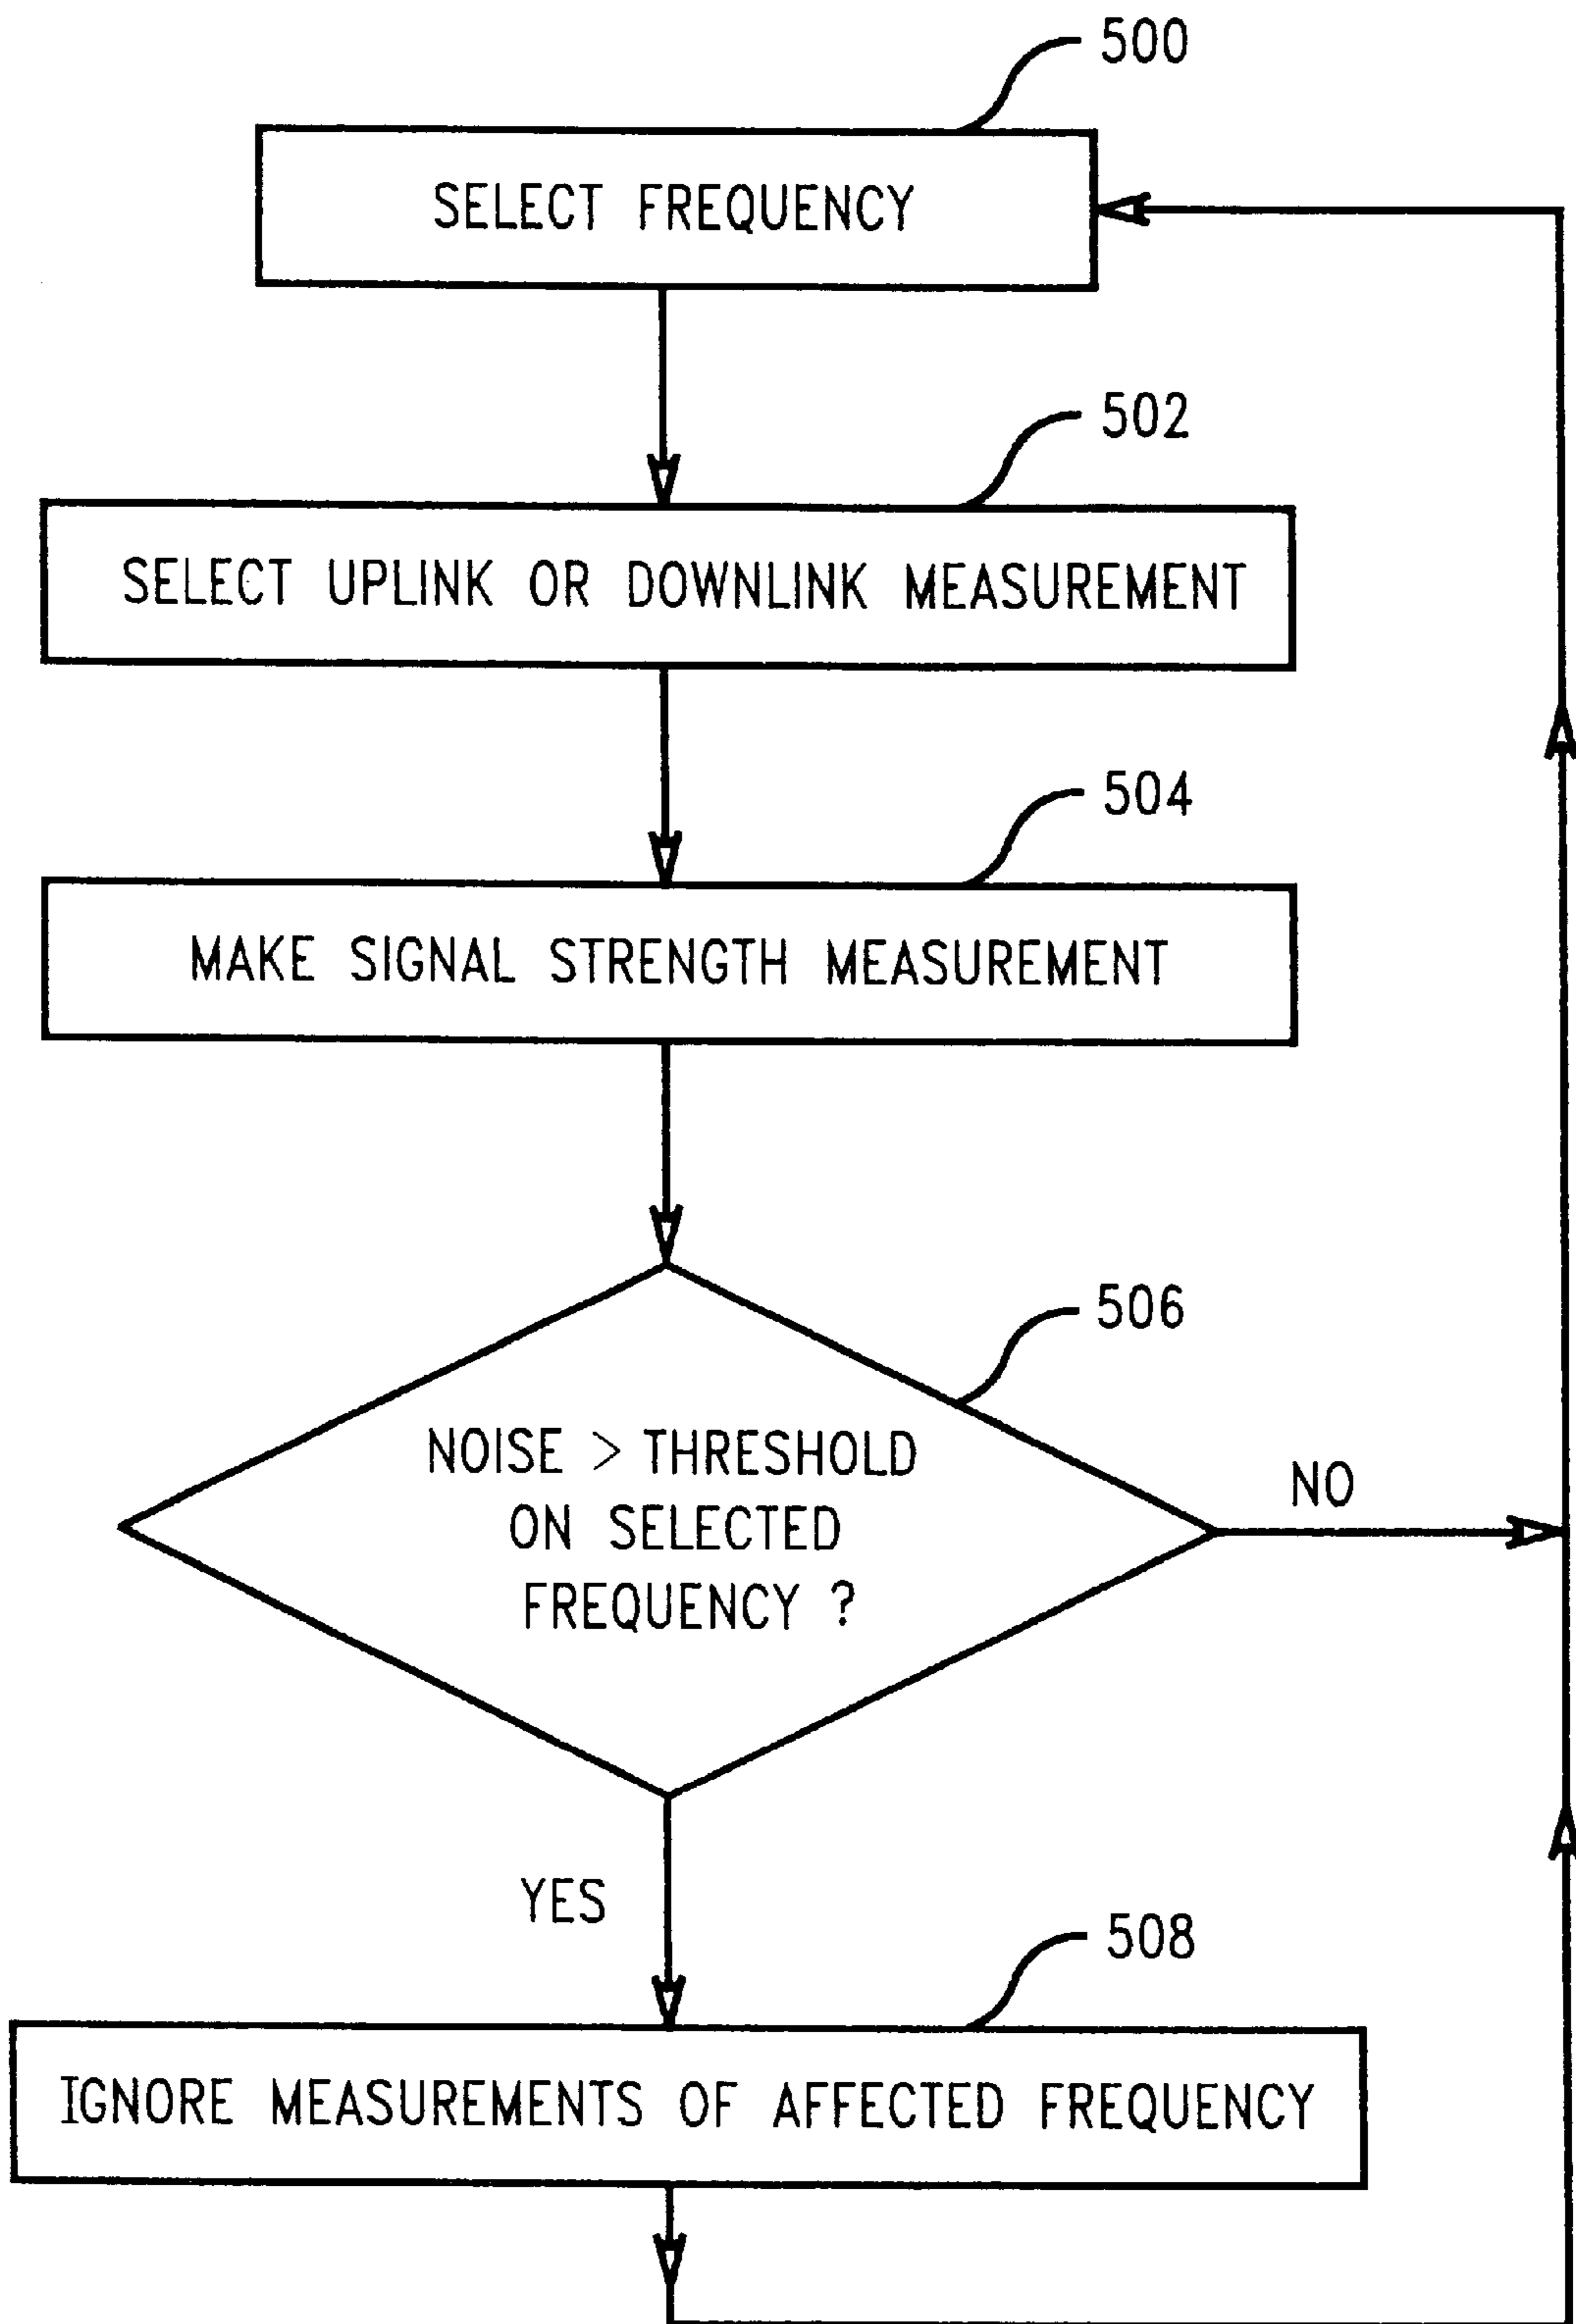 500
SELECT FREQUENCY
502
SELECT UPLINK OR DOWNLINK MEASUREMENT
504
MAKE SIGNAL STRENGTH MEASUREMENT
506
NOISE > THRESHOLD
ON SELECTED
FREQUENCY ?
NO
YES
508
IGNORE MEASUREMENTS OF AFFECTED FREQUENCY